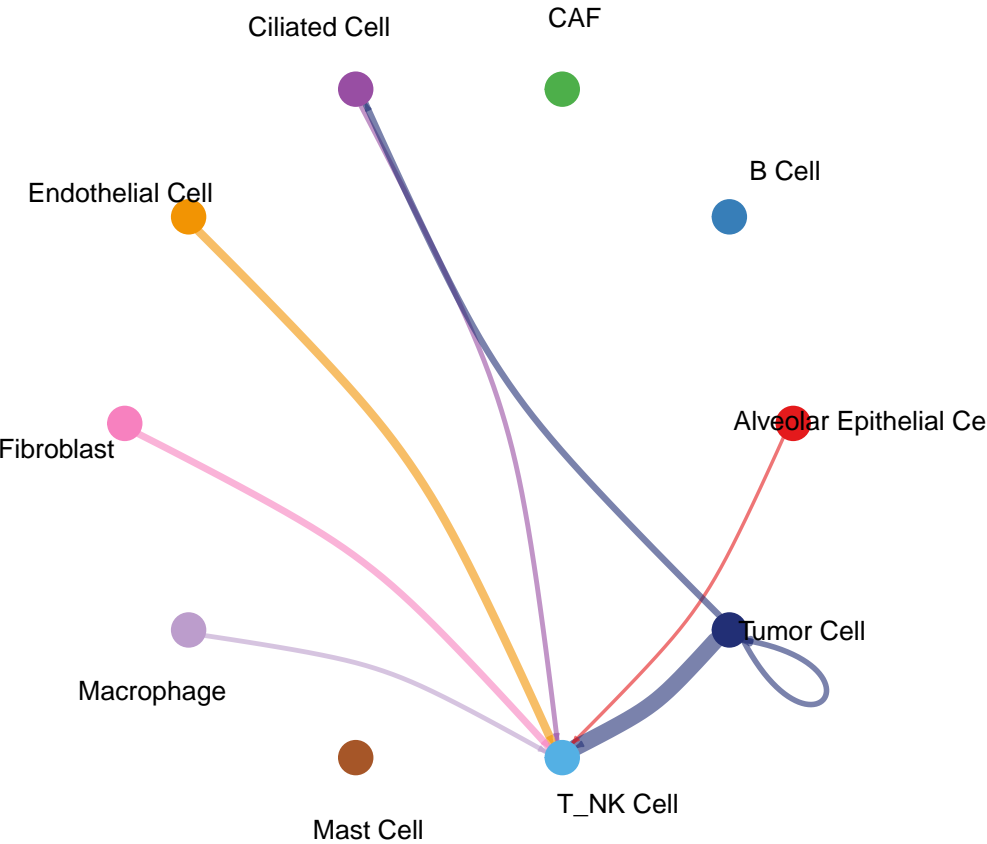 CAF
Ciliated Cell
B Cell
Endothelial Cell
Alveolar Epithelial Ce
Fibroblast
Tumor Cell
Macrophage
T_NK Cell
Mast Cell